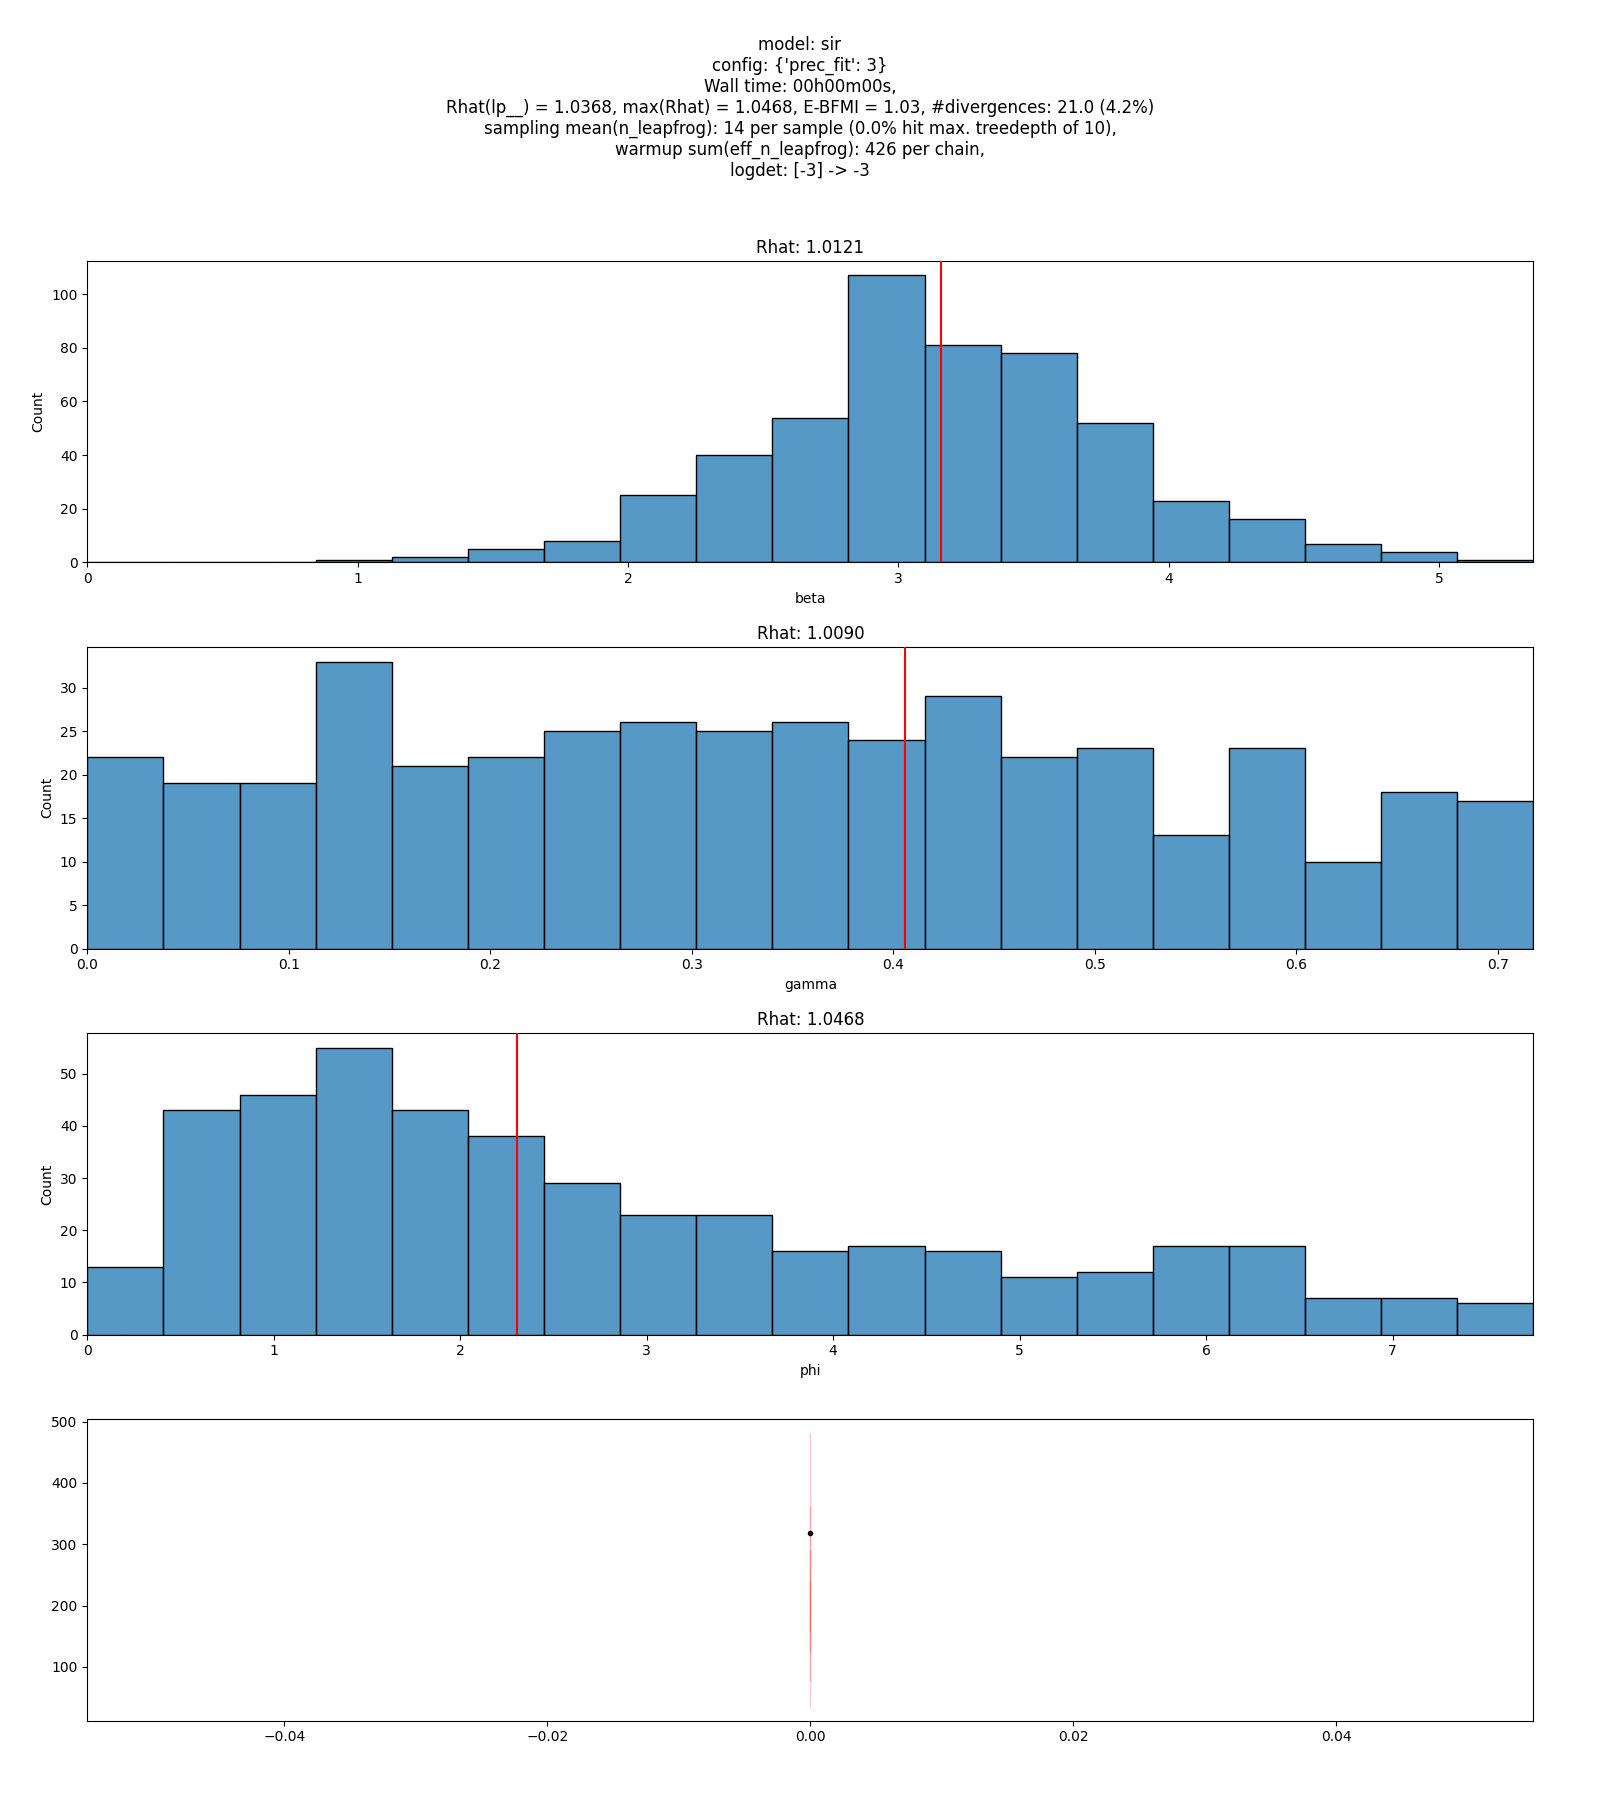 model: sir
config: {'prec_fit': 3}
Wall time: 00h00m00s,
Rhat(lp__) = 1.0368, max(Rhat) = 1.0468, E-BFMI = 1.03, #divergences: 21.0 (4.2%)
sampling mean(n_leapfrog): 14 per sample (0.0% hit max. treedepth of 10),
warmup sum(eff_n_leapfrog): 426 per chain,
logdet: [-3] -> -3
Rhat: 1.0121
100
80
60
40
20
0
Count
0 1 2 3 4 5
beta
Rhat: 1.0090
30
25
20
15
10
5
0
Count
0.0 0.1 0.2 0.3 0.4 0.5 0.6 0.7
gamma
Rhat: 1.0468
50
40
30
20
10
0
Count
0 1 2 3 4 5 6 7
phi
500
400
300
200
100
−0.04 −0.02 0.00 0.02 0.04